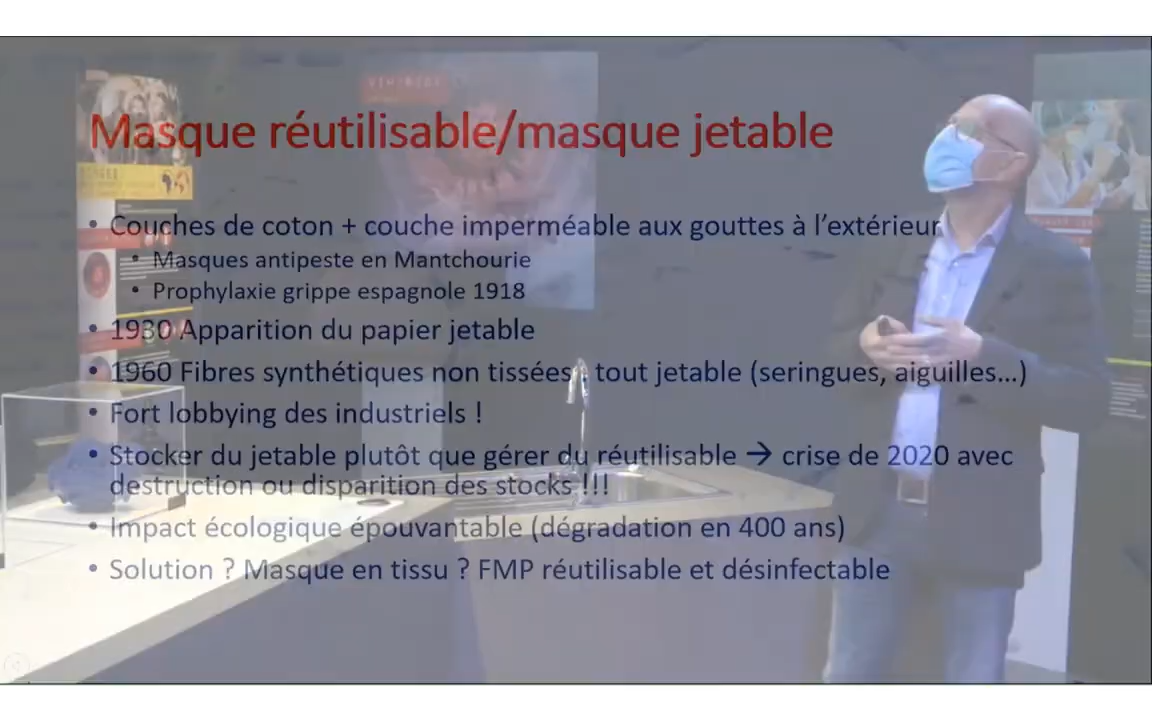 Masque réutilisable/masque jetable
• Couches de coton + couche imperméable aux gouttes à l’extérieur
• Masques antipeste en Mantchourie
• Prophylaxie grippe espagnole 1918
• 1930 Apparition du papier jetable
• 1960 Fibres synthétiques non tissées, tout jetable (seringues, aiguilles…)
• Fort lobbying des industriels !
• Stocker du jetable plutôt que gérer du réutilisable → crise de 2020 avec
destruction ou disparition des stocks !!!
• Impact écologique épouvantable (dégradation en 400 ans)
• Solution ? Masque en tissu ? FMP réutilisable et désinfectable